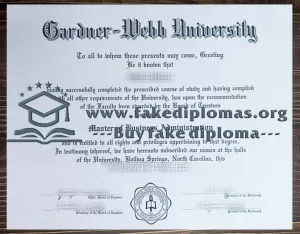 Gardner-Webb University
To all to whom these presents may come, Greeting
Be it known that
having successfully completed the prescribed course of study and having complied
with all other requirements of the University, has upon the recommendation
of the Faculty been awarded by the Board of Trustees
www.fakediplomas.org
Master of Business Administration
---Buy fake diploma---
and is entitled to all rights and privileges appertaining to that degree.
In testimony whereof, we have hereunto subscribed our names at the halls
of the University, Boiling Springs, North Carolina, this